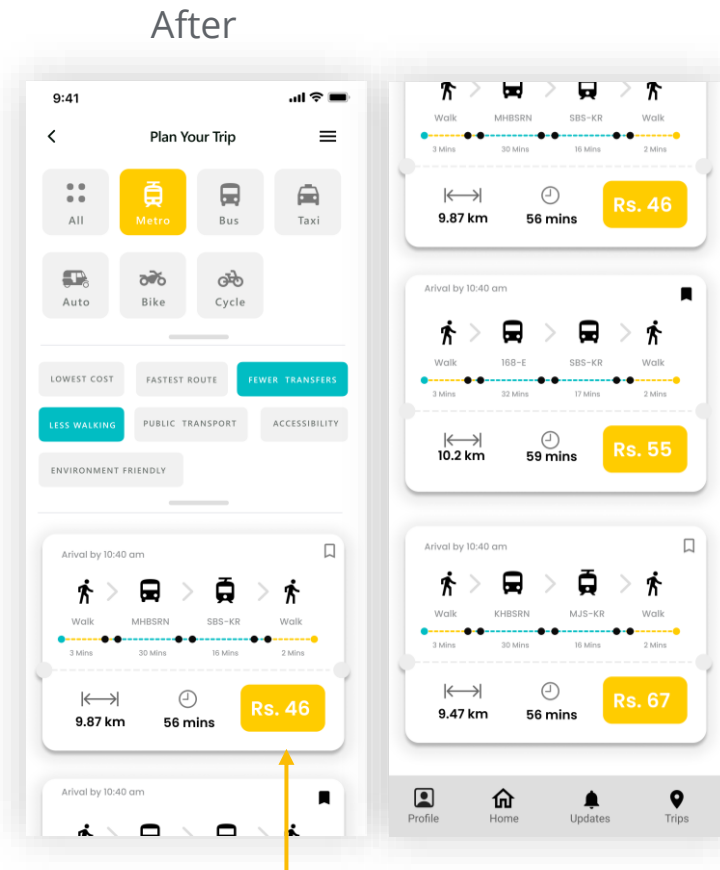 After
9:41
Plan Your Trip
All
Metro
Bus
Taxi
Auto
Bike
Cycle
LOWEST COST
FASTEST ROUTE
FEWER TRANSFERS
LESS WALKING
PUBLIC TRANSPORT
ACCESSIBILITY
ENVIRONMENT FRIENDLY
Arival by 10:40 am
Walk MHBSRN SBS-KR Walk
3 Mins 30 Mins 16 Mins 2 Mins
9.87 km 56 mins Rs. 46
Arival by 10:40 am
Walk MHBSRN SBS-KR Walk
3 Mins 30 Mins 16 Mins 2 Mins
9.87 km 56 mins Rs. 46
Arival by 10:40 am
Walk 168-E SBS-KR Walk
3 Mins 32 Mins 17 Mins 2 Mins
10.2 km 59 mins Rs. 55
Arival by 10:40 am
Walk KHBSRN MJS-KR Walk
3 Mins 30 Mins 16 Mins 2 Mins
9.47 km 56 mins Rs. 67
Profile Home Updates Trips